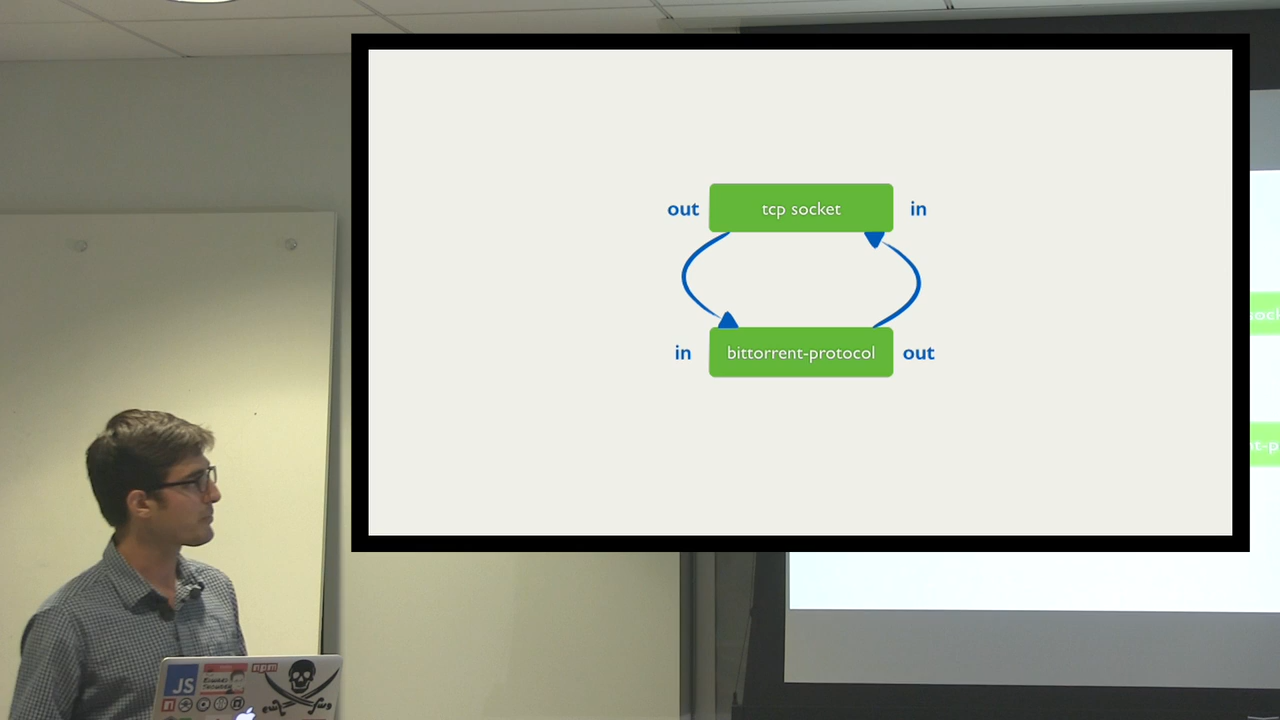 out
tcp socket
in
in
bittorrent-protocol
out
JS
npm